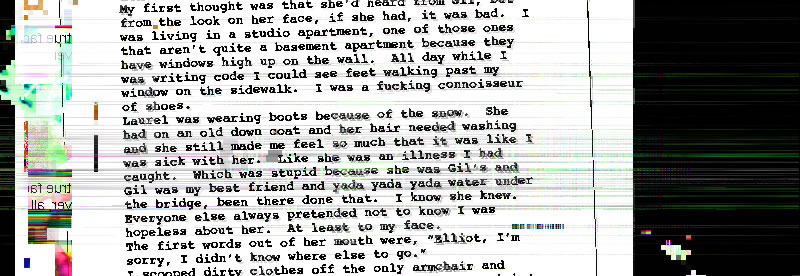 My first thought was that she'd heard from Gil, but
from the look on her face, if she had, it was bad. I
was living in a studio apartment, one of those ones
that aren't quite a basement apartment because they
have windows high up on the wall. All day while I
was writing code I could see feet walking past my
window on the sidewalk. I was a fucking connoisseur
of shoes.
Laurel was wearing boots because of the snow. She
had on an old down coat and her hair needed washing
and she still made me feel so much that it was like I
was sick with her. Like she was an illness I had
caught. Which was stupid because she was Gil's and
Gil was my best friend and yada yada yada water under
the bridge, been there done that. I know she knew.
Everyone else always pretended not to know I was
hopeless about her. At least to my face.
The first words out of her mouth were, "Elliot, I'm
sorry, I didn't know where else to go."
I scooped dirty clothes off the only armchair and